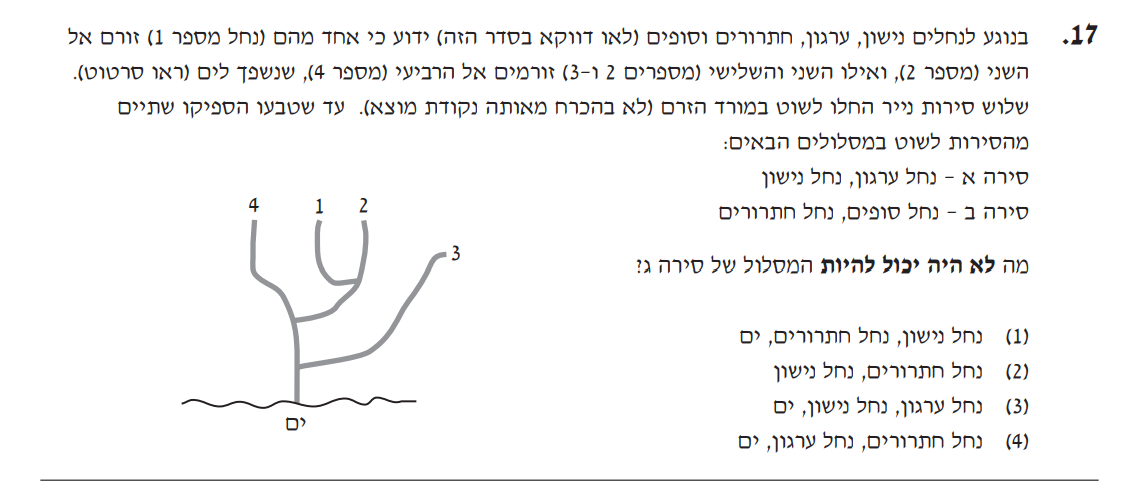 17. בנוגע לנחלים נישון, ערגון, חתרורים וסופים (לאו דווקא בסדר הזה) ידוע כי אחד מהם (נחל מספר 1) זורם אל
השני (מספר 2), ואילו השני והשלישי (מספרים 2 ו-3) זורמים אל הרביעי (מספר 4), שנשפך לים (ראו סרטוט).
שלוש סירות נייר החלו לשוט במורד הזרם (לא בהכרח מאותה נקודת מוצא). עד שטבעו הספיקו שתיים
מהסירות לשוט במסלולים הבאים:
סירה א - נחל ערגון, נחל נישון
סירה ב - נחל סופים, נחל חתרורים
מה לא היה יכול להיות המסלול של סירה ג?
(1) נחל נישון, נחל חתרורים, ים
(2) נחל חתרורים, נחל נישון
(3) נחל ערגון, נחל נישון, ים
(4) נחל חתרורים, נחל ערגון, ים
4 1 2
3
ים